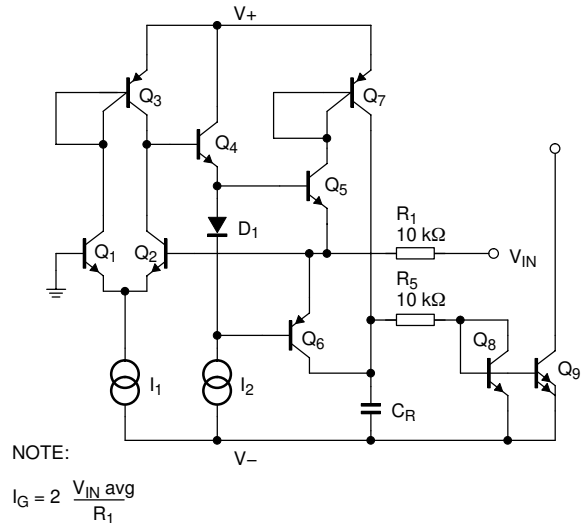 V+
Q3
Q7
Q4
Q5
D1
R1
10 kΩ
Q1
Q2
VIN
R5
10 kΩ
Q6
Q8
Q9
I1
I2
CR
V−
NOTE:
IG = 2 VIN avg
R1